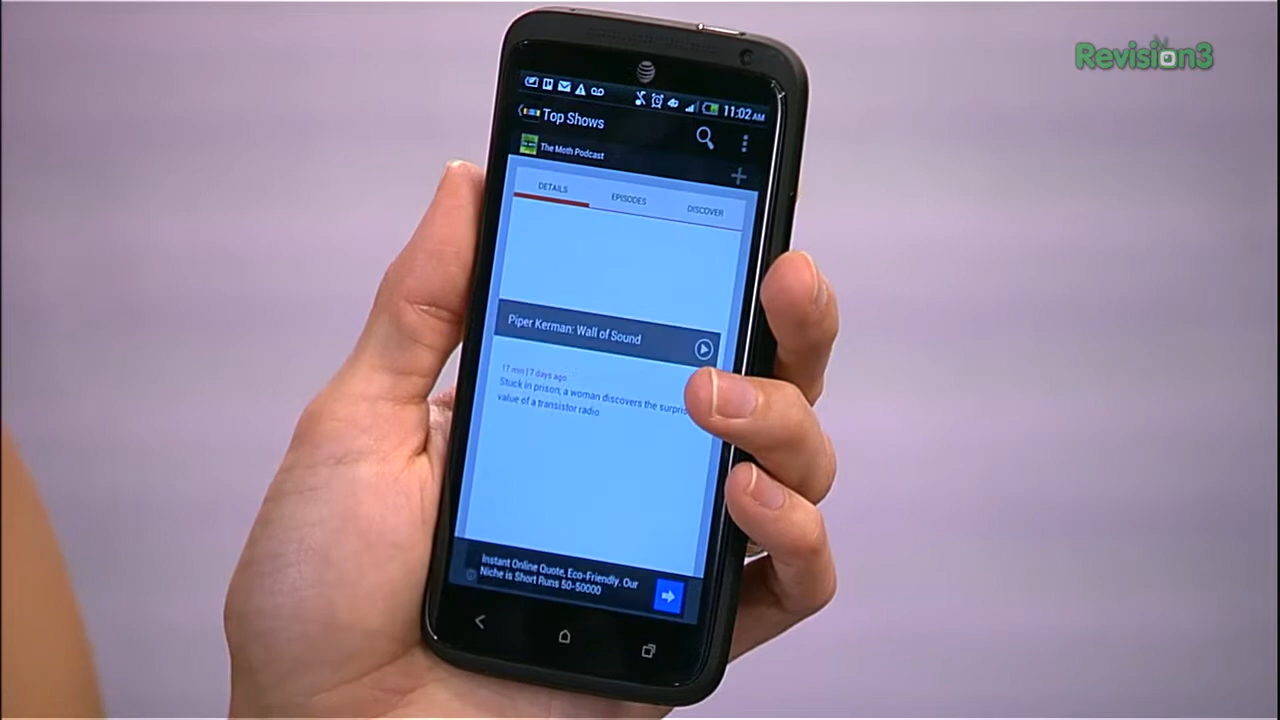 Revision3
11:02 AM
Top Shows
The Moth Podcast
DETAILS
EPISODES
DISCOVER
Piper Kerman: Wall of Sound
17 min | 7 days ago
Stuck in prison, a woman discovers the surpris
value of a transistor radio
Instant Online Quote, Eco-Friendly. Our
Niche is Short Runs 50-50000